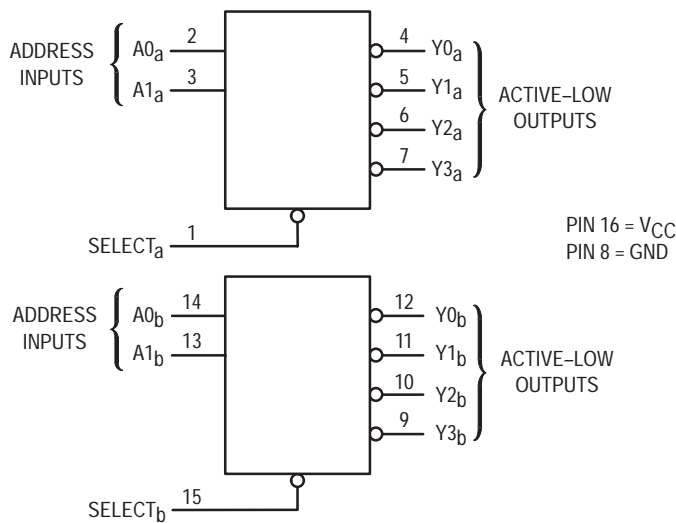 ADDRESS
INPUTS
A0a 2
A1a 3
4 Y0a
5 Y1a
6 Y2a
7 Y3a
ACTIVE–LOW
OUTPUTS
SELECTa 1
PIN 16 = VCC
PIN 8 = GND
ADDRESS
INPUTS
A0b 14
A1b 13
12 Y0b
11 Y1b
10 Y2b
9 Y3b
ACTIVE–LOW
OUTPUTS
SELECTb 15